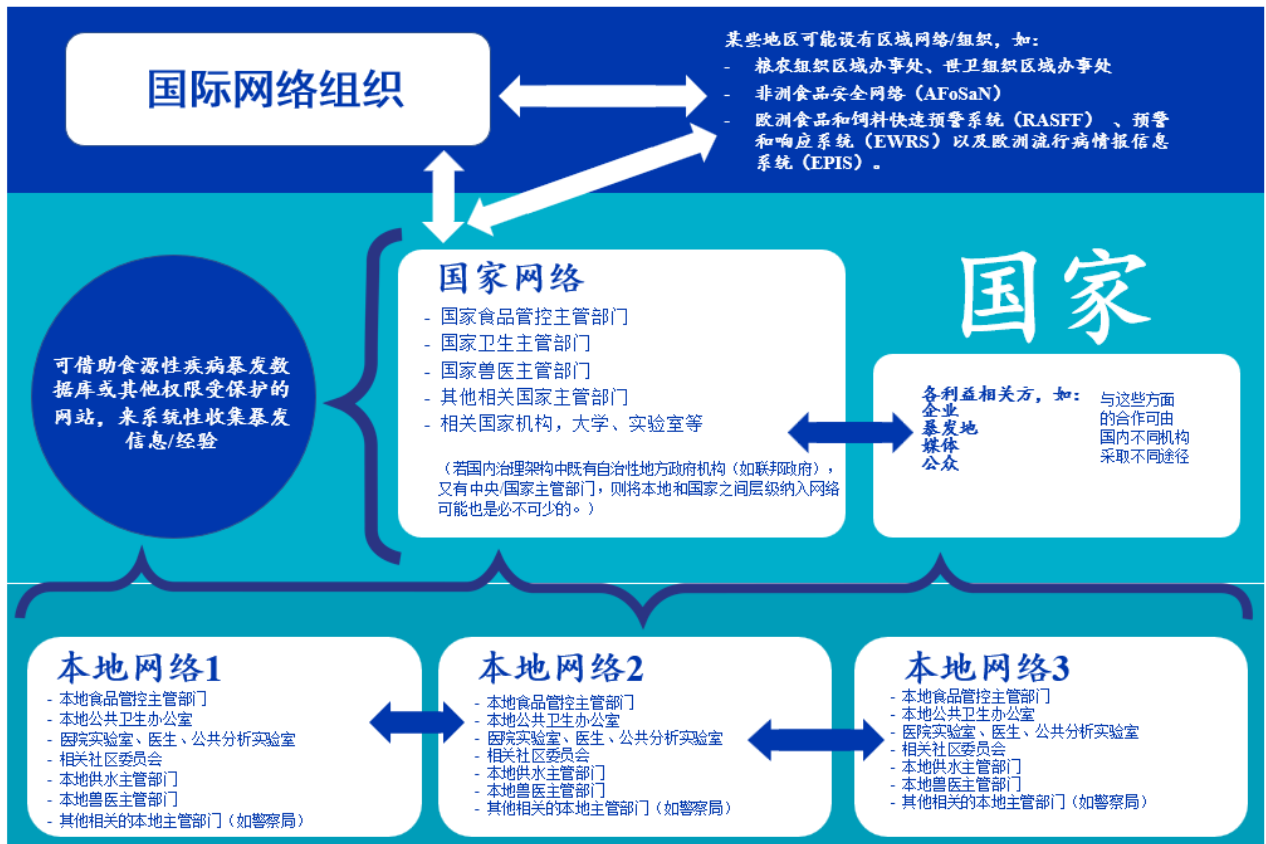 国际网络组织
某些地区可能设有区域网络/组织，如：
- 粮农组织区域办事处、世卫组织区域办事处
- 非洲食品安全网络（AFoSaN）
- 欧洲食品和饲料快速预警系统（RASFF） 、预警
和响应系统（EWRS）以及欧洲流行病情报信息
系统（EPIS）。
国家
可借助食源性疾病暴发数
据库或其他权限受保护的
网站，来系统性收集暴发
信息/经验
国家网络
- 国家食品管控主管部门
- 国家卫生主管部门
- 国家兽医主管部门
- 其他相关国家主管部门
- 相关国家机构，大学、实验室等
（若国内治理架构中既有自治性地方政府机构（如联邦政府），
又有中央/国家主管部门，则将本地和国家之间层级纳入网络
可能也是必不可少的。）
各利益相关方，如：
企业
暴发地
媒体
公众
与这些方面
的合作可由
国内不同机构
采取不同途径
本地网络1
- 本地食品管控主管部门
- 本地公共卫生办公室
- 医院实验室、医生、公共分析实验室
- 相关社区委员会
- 本地供水主管部门
- 本地兽医主管部门
- 其他相关的本地主管部门（如警察局）
本地网络2
- 本地食品管控主管部门
- 本地公共卫生办公室
- 医院实验室、医生、公共分析实验室
- 相关社区委员会
- 本地供水主管部门
- 本地兽医主管部门
- 其他相关的本地主管部门（如警察局）
本地网络3
- 本地食品管控主管部门
- 本地公共卫生办公室
- 医院实验室、医生、公共分析实验室
- 相关社区委员会
- 本地供水主管部门
- 本地兽医主管部门
- 其他相关的本地主管部门（如警察局）